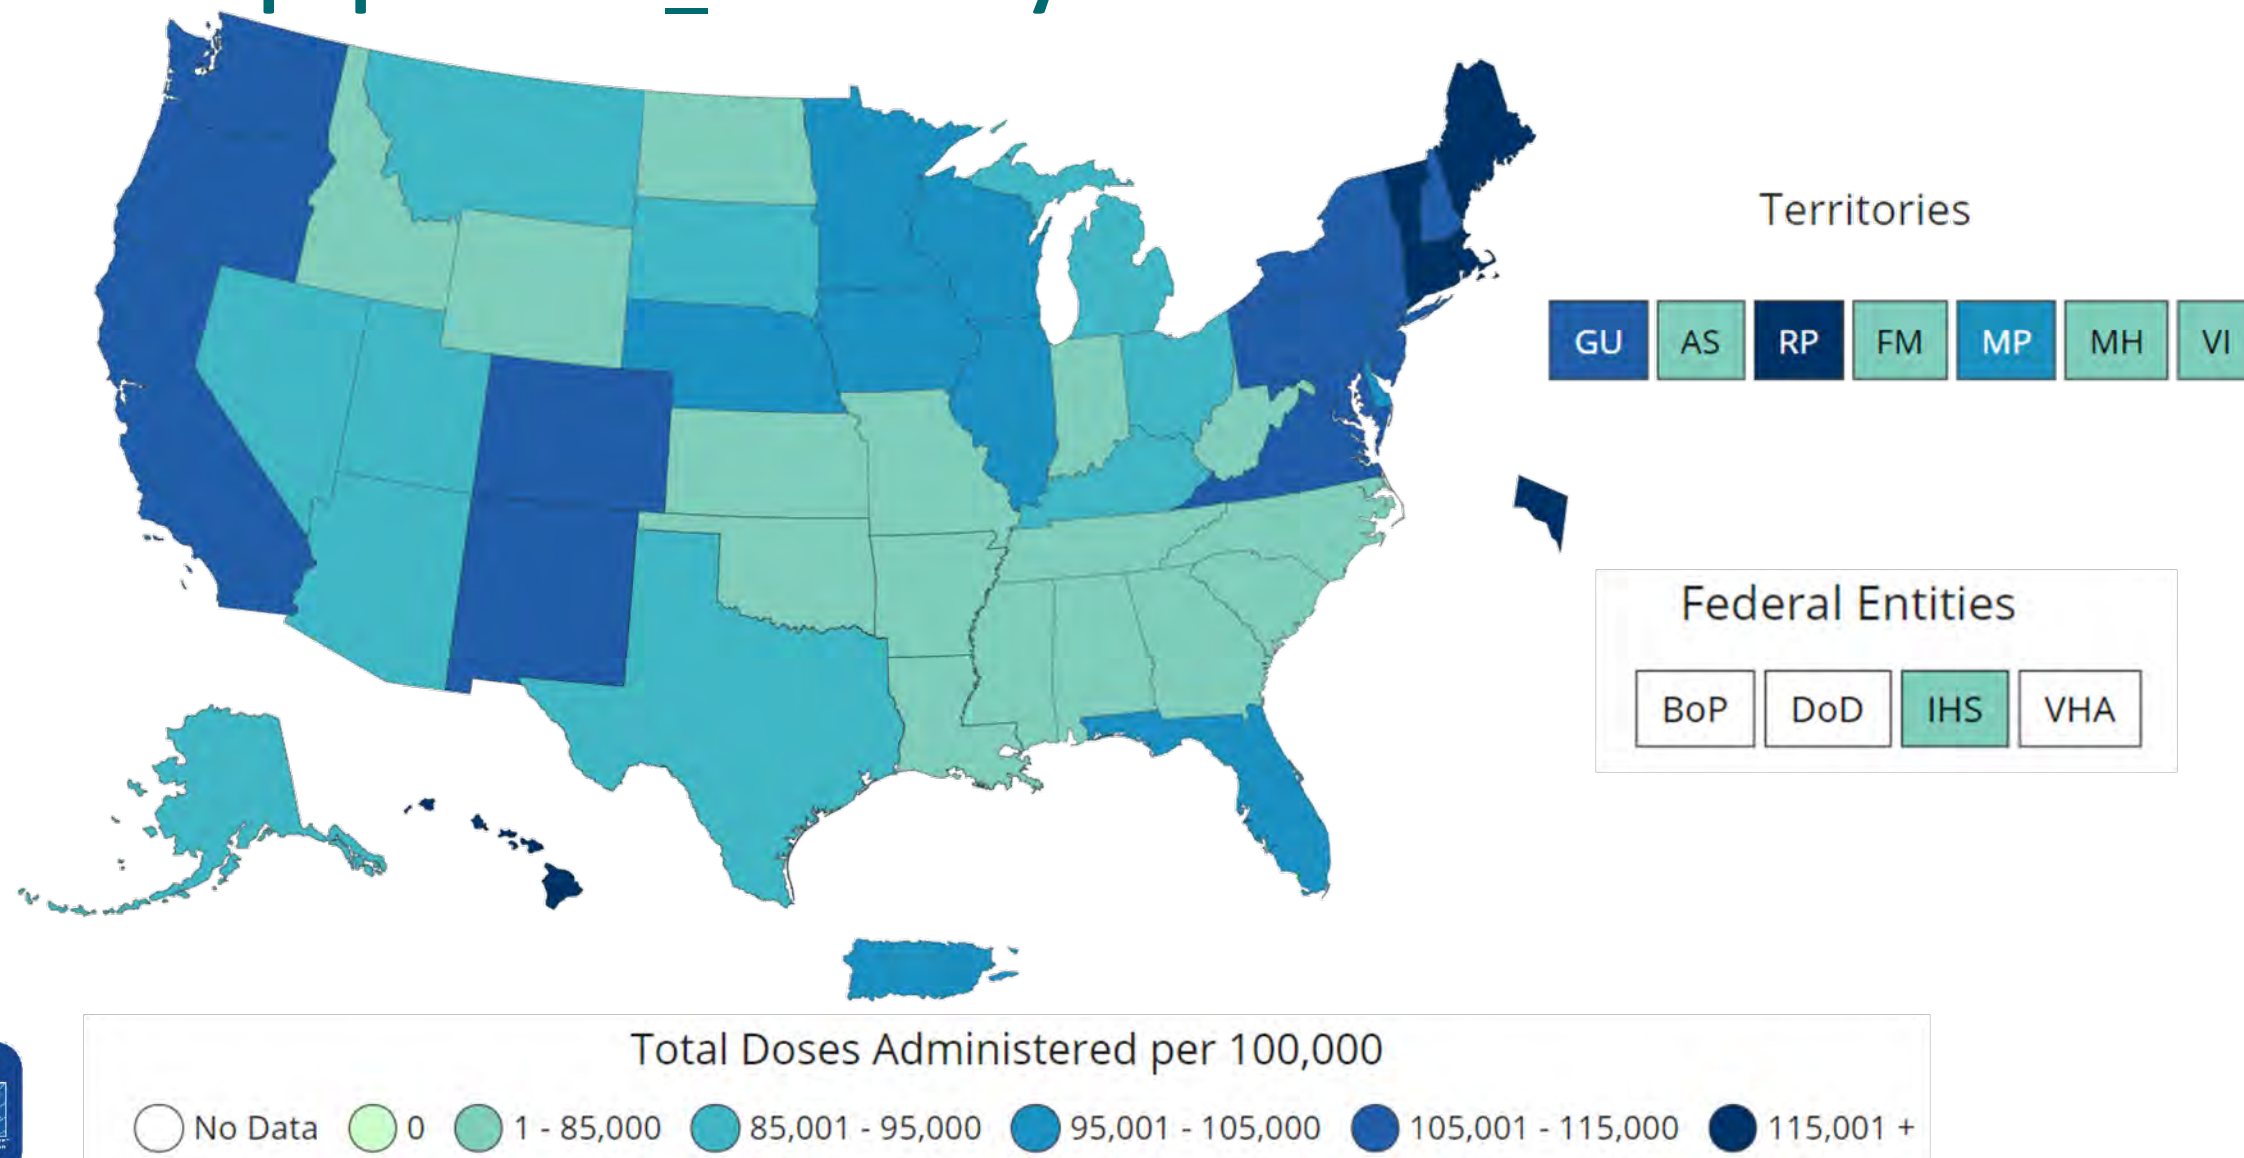 Territories
GU AS RP FM MP MH VI
Federal Entities
BoP DoD IHS VHA
Total Doses Administered per 100,000
No Data 0 1 - 85,000 85,001 - 95,000 95,001 - 105,000 105,001 - 115,000 115,001 +